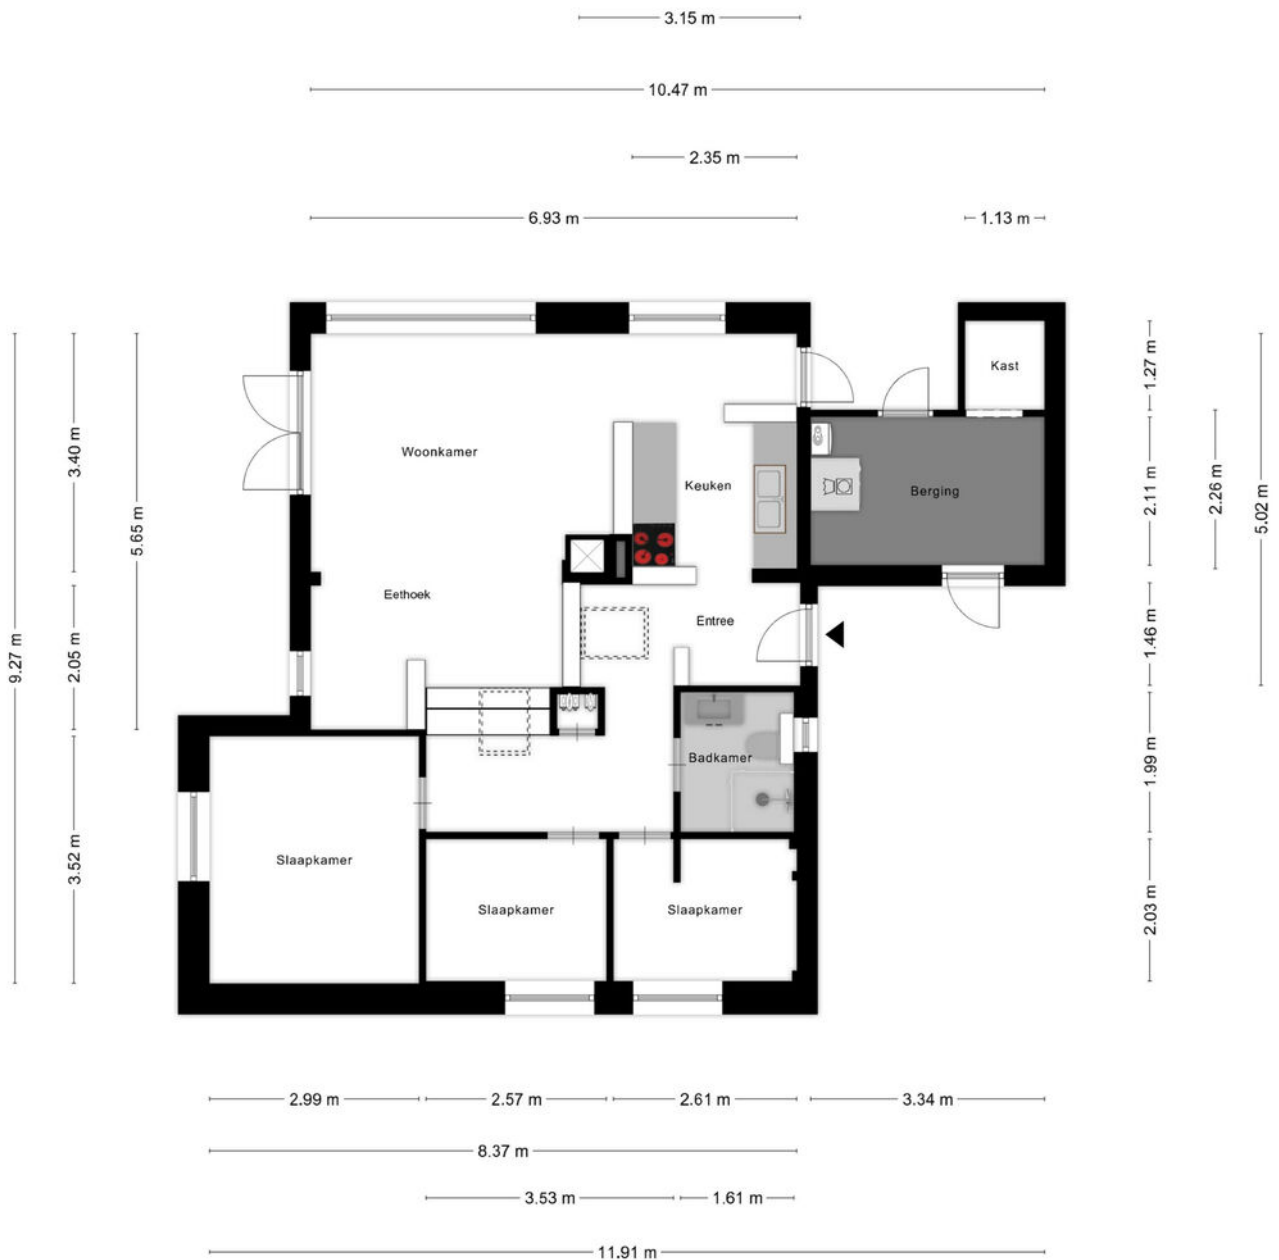 3.15 m
10.47 m
2.35 m
6.93 m
1.13 m
Kast
1.27 m
3.40 m
Woonkamer
Keuken
Berging
2.11 m
2.26 m
5.02 m
5.65 m
Eethoek
Entree
1.46 m
9.27 m
2.05 m
Badkamer
1.99 m
3.52 m
Slaapkamer
Slaapkamer
Slaapkamer
2.03 m
2.99 m
2.57 m
2.61 m
3.34 m
8.37 m
3.53 m
1.61 m
11.91 m